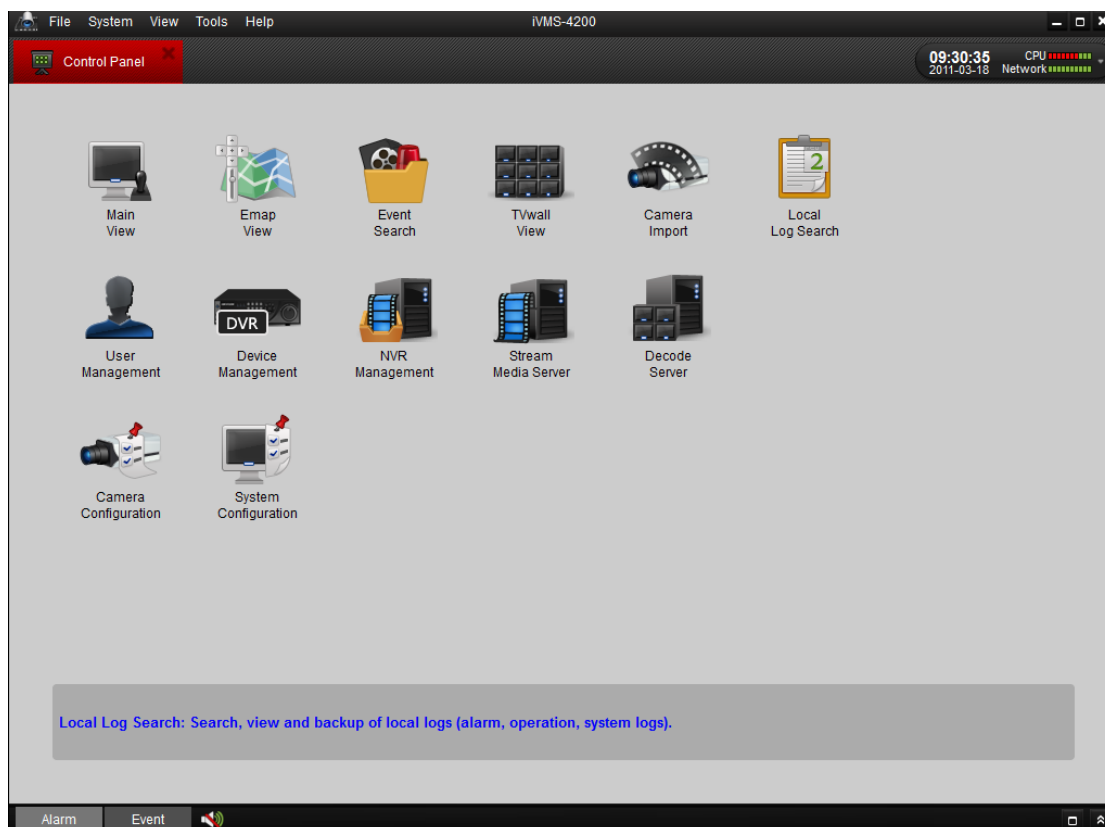 File System View Tools Help iVMS-4200
Control Panel
09:30:35 CPU
2011-03-18 Network
Main View
Emap View
Event Search
TVwall View
Camera Import
2
Local Log Search
User Management
DVR
Device Management
NVR Management
Stream Media Server
Decode Server
Camera Configuration
System Configuration
Local Log Search: Search, view and backup of local logs (alarm, operation, system logs).
Alarm Event